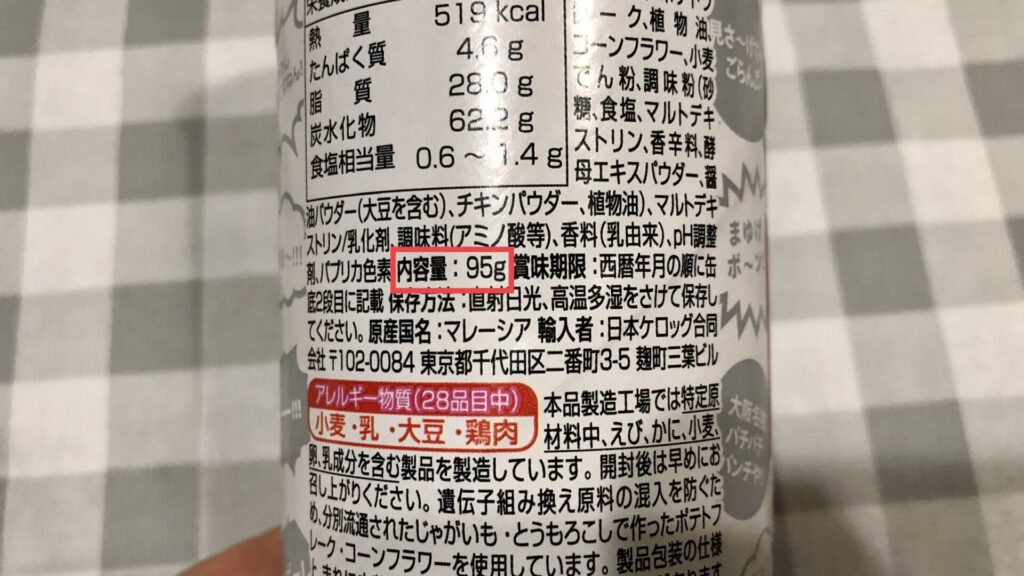 熱 量 519 kcal
たんぱく質 4.6 g
脂 質 28.0 g
炭水化物 62.2 g
食塩相当量 0.6 ~ 1.4 g
ーク、植物油、
コーンフラワー、小麦
でん粉、調味粉(砂
糖、食塩、マルトデキ
ストリン、香辛料、酵
母エキスパウダー、醤
油パウダー(大豆を含む)、チキンパウダー、植物油)、マルトデキ
ストリン/乳化剤、調味料(アミノ酸等)、香料(乳由来)、pH調整
剤、パプリカ色素 内容量:95g 賞味期限:西暦年月の順に缶
底2段目に記載 保存方法:直射日光、高温多湿をさけて保存し
てください。原産国名:マレーシア 輸入者:日本ケロッグ合同
会社 〒102-0084 東京都千代田区二番町3-5 麹町三葉ビル
アレルギー物質(28品目中)
小麦・乳・大豆・鶏肉
本品製造工場では特定原
材料中、えび、かに、小麦、
卵、乳成分を含む製品を製造しています。開封後は早めにお
召し上がりください。遺伝子組み換え原料の混入を防ぐた
め、分別流通されたじゃがいも・とうもろこしで作ったポテトフ
レーク・コーンフラワーを使用しています。製品包装の仕様
ごらん
まゆげ
ボ〜ン
パチパチ